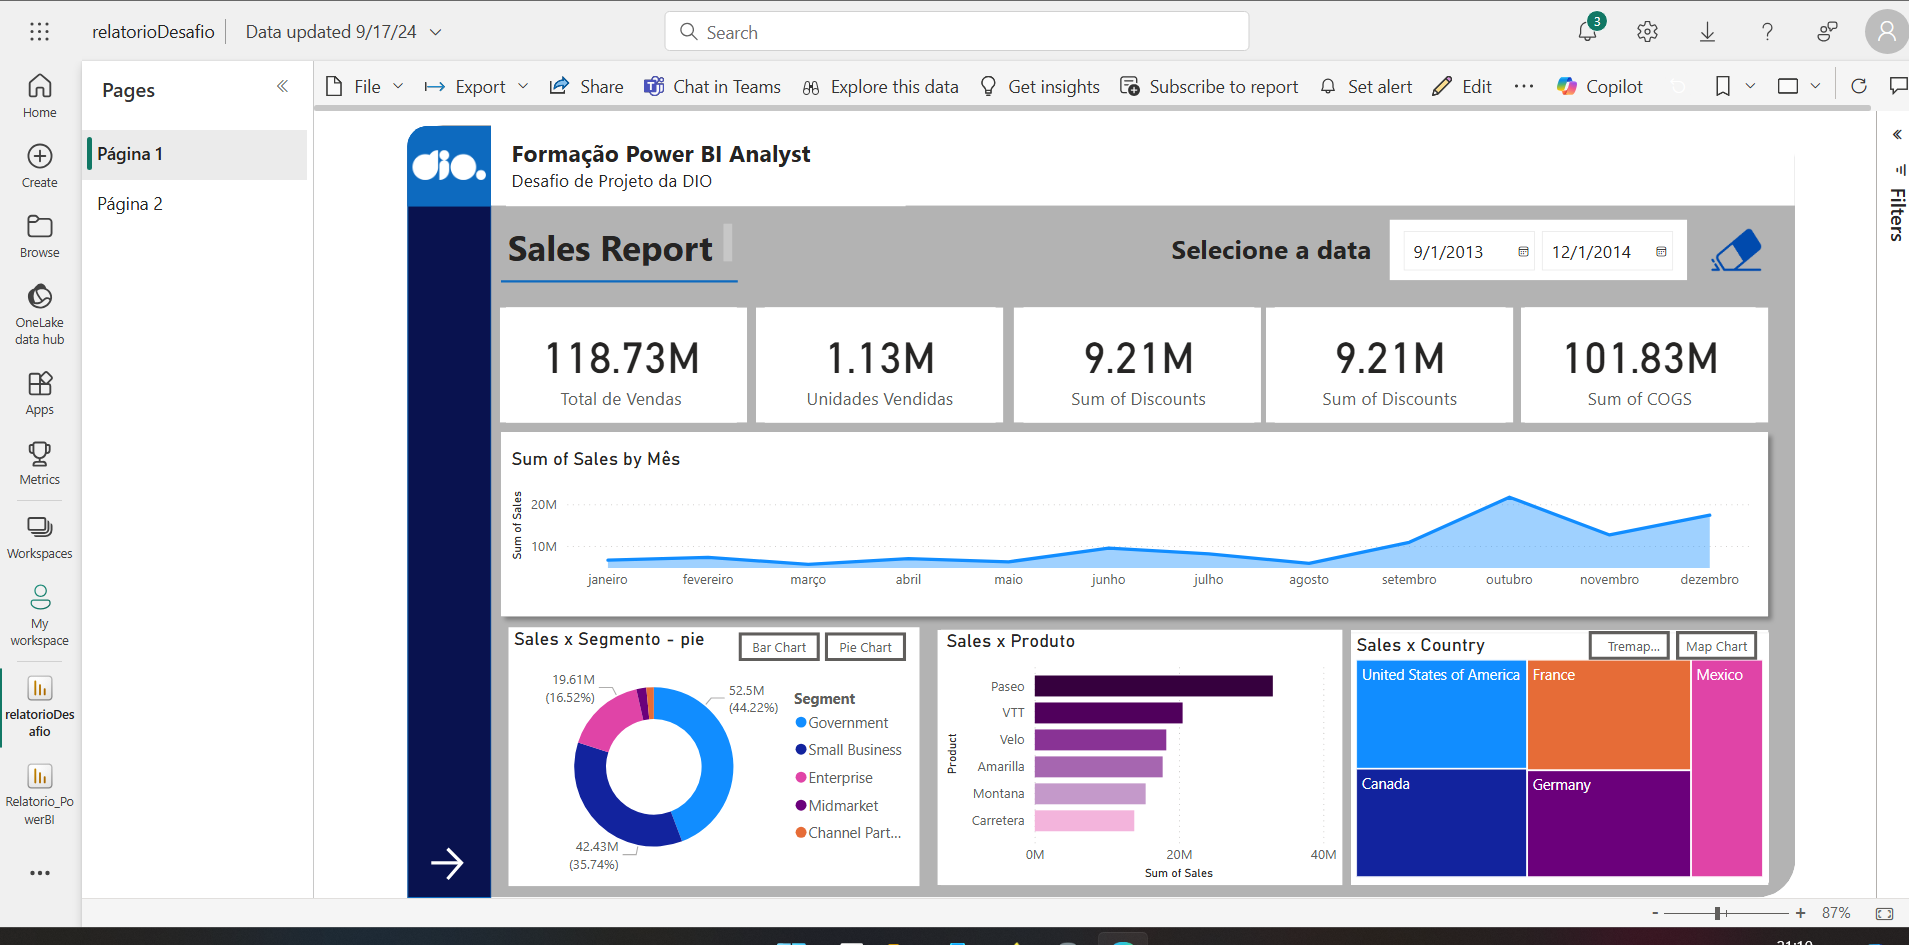 relatorioDesafio
Data updated 9/17/24
Search
3
Home
Create
Browse
OneLake
data hub
Apps
Metrics
Workspaces
My
workspace
relatorioDes
afio
Relatorio_Po
werBI
Pages
Página 1
Página 2
File
Export
Share
Chat in Teams
Explore this data
Get insights
Subscribe to report
Set alert
Edit
Copilot
Filters
dio.
Formação Power BI Analyst
Desafio de Projeto da DIO
Sales Report
Selecione a data
9/1/2013
12/1/2014
118.73M
Total de Vendas
1.13M
Unidades Vendidas
9.21M
Sum of Discounts
9.21M
Sum of Discounts
101.83M
Sum of COGS
Sum of Sales by Mês
Sum of Sales
20M
10M
janeiro
fevereiro
março
abril
maio
junho
julho
agosto
setembro
outubro
novembro
dezembro
Sales x Segmento - pie
Bar Chart
Pie Chart
19.61M
(16.52%)
52.5M
(44.22%)
42.43M
(35.74%)
Segment
Government
Small Business
Enterprise
Midmarket
Channel Part...
Sales x Produto
Product
Paseo
VTT
Velo
Amarilla
Montana
Carretera
0M
20M
40M
Sum of Sales
Sales x Country
Tremap...
Map Chart
United States of America
France
Mexico
Canada
Germany
- + 87%